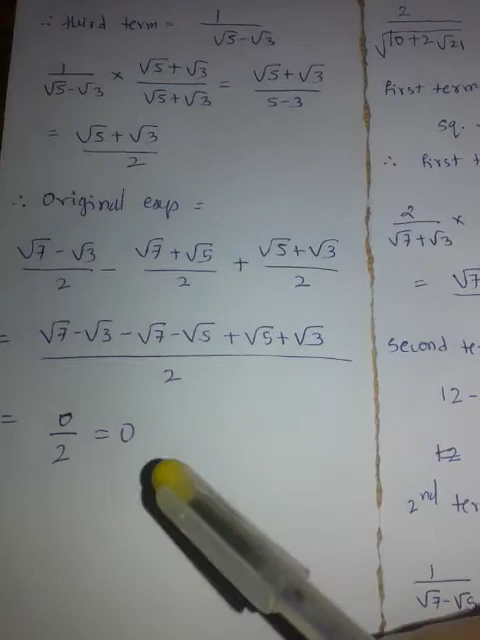 ∴ third term = 1/(√5-√3)
1/(√5-√3) × (√5+√3)/(√5+√3) = (√5+√3)/(5-3)
= (√5+√3)/2
∴ Original exp =
(√7-√3)/2 - (√7+√5)/2 + (√5+√3)/2
= (√7-√3-√7-√5+√5+√3)/2
= 0/2 = 0
2/√(10+2√21)
first term
sq.
∴ first
2/(√7+√3) ×
= √7
Second
12-
12
2nd
1/(√7-√5